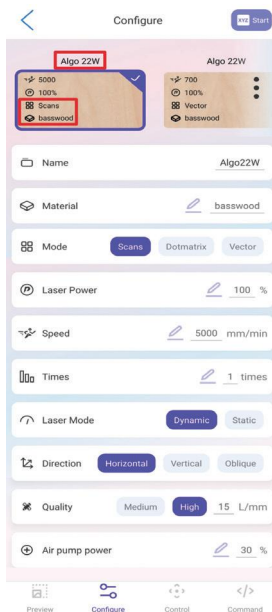 Configure
XYZ Start
Algo 22W
5000
100%
Scans
basswood
Algo 22W
700
100%
Vector
basswood
Name Algo22W
Material basswood
Mode Scans Dotmatrix Vector
P Laser Power 100 %
Speed 5000 mm/min
Times 1 times
Laser Mode Dynamic Static
Direction Horizontal Vertical Oblique
Quality Medium High 15 L/mm
Air pump power 30 %
Preview Configure Control Command